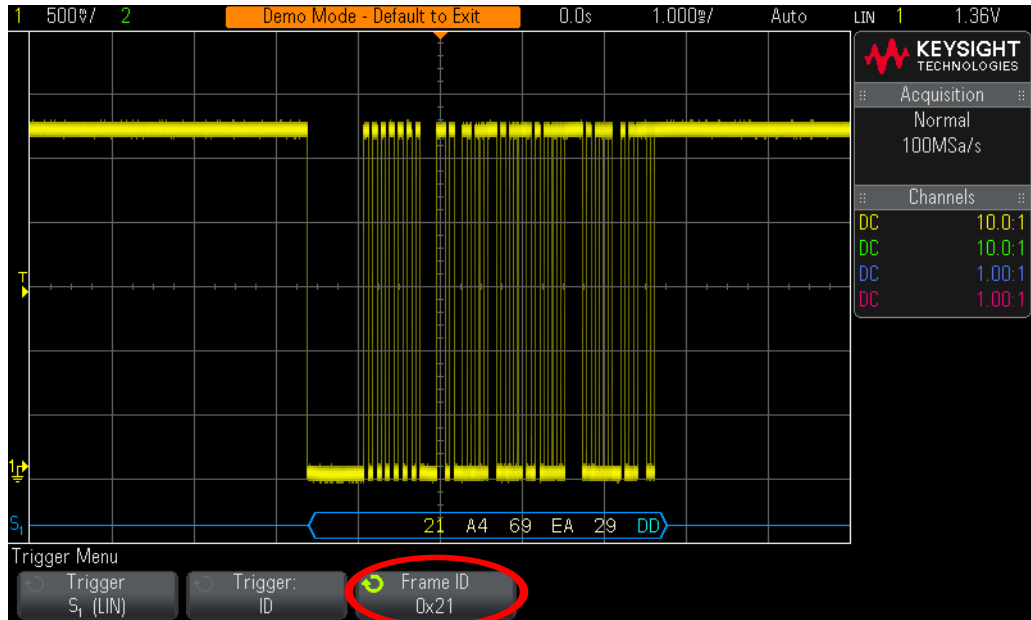 1 500mV/ 2 Demo Mode - Default to Exit 0.0s 1.000ms/ Auto LIN 1 1.36V
KEYSIGHT
TECHNOLOGIES
Acquisition
Normal
100MSa/s
Channels
DC 10.0:1
DC 10.0:1
DC 1.00:1
DC 1.00:1
T
1
S1 21 A4 69 EA 29 DD
Trigger Menu
Trigger
S1 (LIN)
Trigger:
ID
Frame ID
0x21